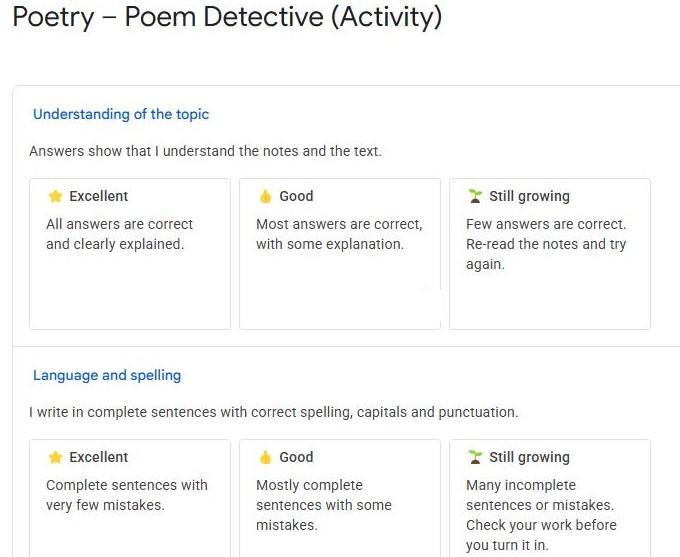 Poetry – Poem Detective (Activity)
Understanding of the topic
Answers show that I understand the notes and the text.
⭐ Excellent
All answers are correct
and clearly explained.
👍 Good
Most answers are correct,
with some explanation.
🌱 Still growing
Few answers are correct.
Re-read the notes and try
again.
Language and spelling
I write in complete sentences with correct spelling, capitals and punctuation.
⭐ Excellent
Complete sentences with
very few mistakes.
👍 Good
Mostly complete
sentences with some
mistakes.
🌱 Still growing
Many incomplete
sentences or mistakes.
Check your work before
you turn it in.